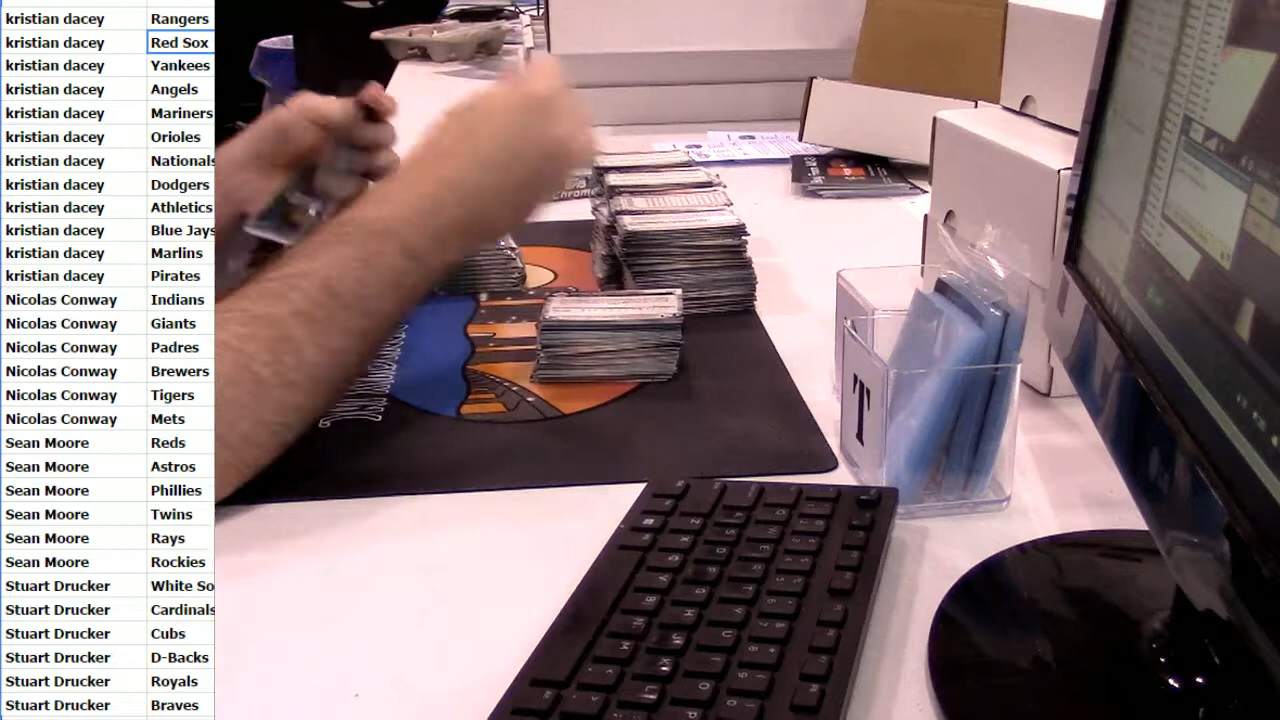 kristian dacey Rangers
kristian dacey Red Sox
kristian dacey Yankees
kristian dacey Angels
kristian dacey Mariners
kristian dacey Orioles
kristian dacey Nationals
kristian dacey Dodgers
kristian dacey Athletics
kristian dacey Blue Jays
kristian dacey Marlins
kristian dacey Pirates
Nicolas Conway Indians
Nicolas Conway Giants
Nicolas Conway Padres
Nicolas Conway Brewers
Nicolas Conway Tigers
Nicolas Conway Mets
Sean Moore Reds
Sean Moore Astros
Sean Moore Phillies
Sean Moore Twins
Sean Moore Rays
Sean Moore Rockies
Stuart Drucker White So
Stuart Drucker Cardinals
Stuart Drucker Cubs
Stuart Drucker D-Backs
Stuart Drucker Royals
Stuart Drucker Braves
Chrome
T